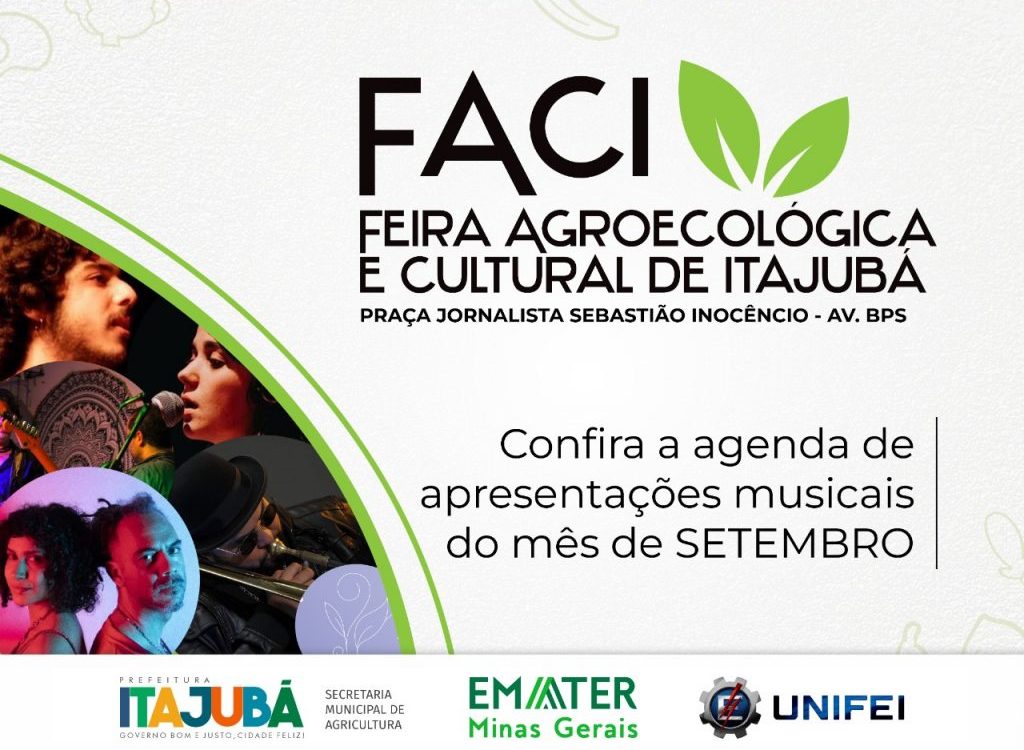 FACI
FEIRA AGROECOLÓGICA
E CULTURAL DE ITAJUBÁ
PRAÇA JORNALISTA SEBASTIÃO INOCÊNCIO - AV. BPS
Confira a agenda de
apresentações musicais
do mês de SETEMBRO
PREFEITURA
ITAJUBÁ
GOVERNO BOM E JUSTO, CIDADE FELIZ!
SECRETARIA
MUNICIPAL DE
AGRICULTURA
EMATER
Minas Gerais
UNIFEI